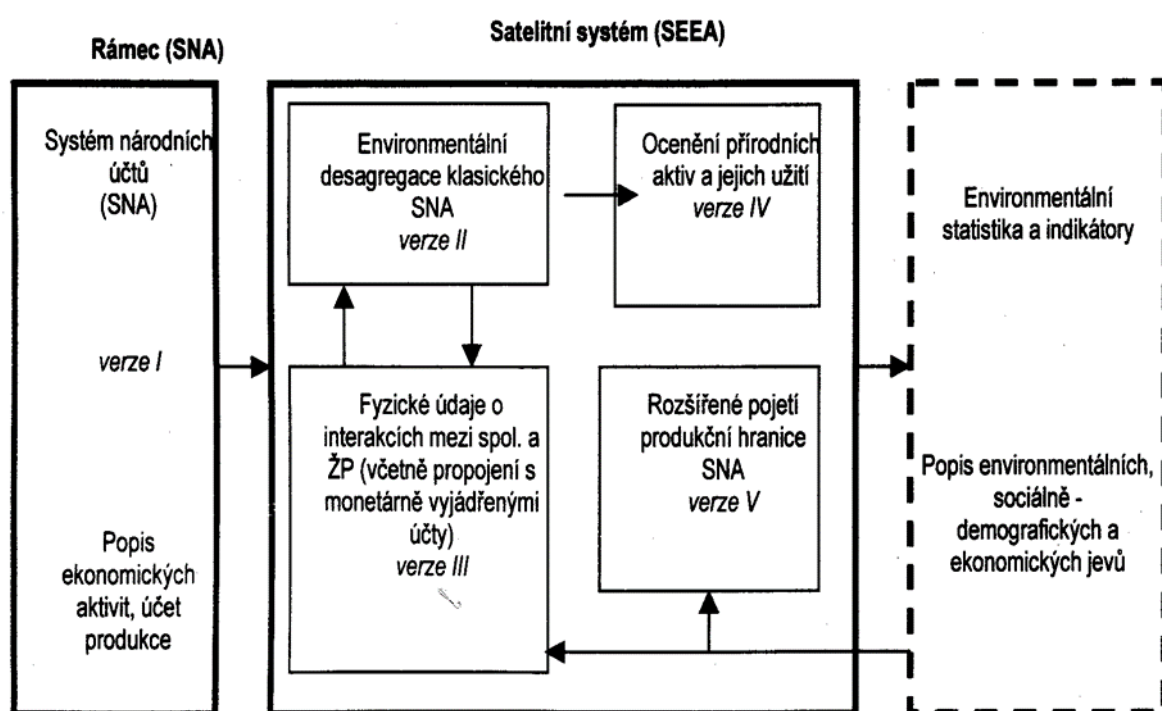 Rámec (SNA)
Satelitní systém (SEEA)
Systém národních
účtů
(SNA)
verze I
Popis
ekonomických
aktivit, účet
produkce
Environmentální
desagregace klasického
SNA
verze II
Ocenění přírodních
aktiv a jejich užití
verze IV
Fyzické údaje o
interakcích mezi spol. a
ŽP (včetně propojení s
monetárně vyjádřenými
účty)
verze III
Rozšířené pojetí
produkční hranice
SNA
verze V
Environmentální
statistika a indikátory
Popis environmentálních,
sociálně -
demografických a
ekonomických jevů